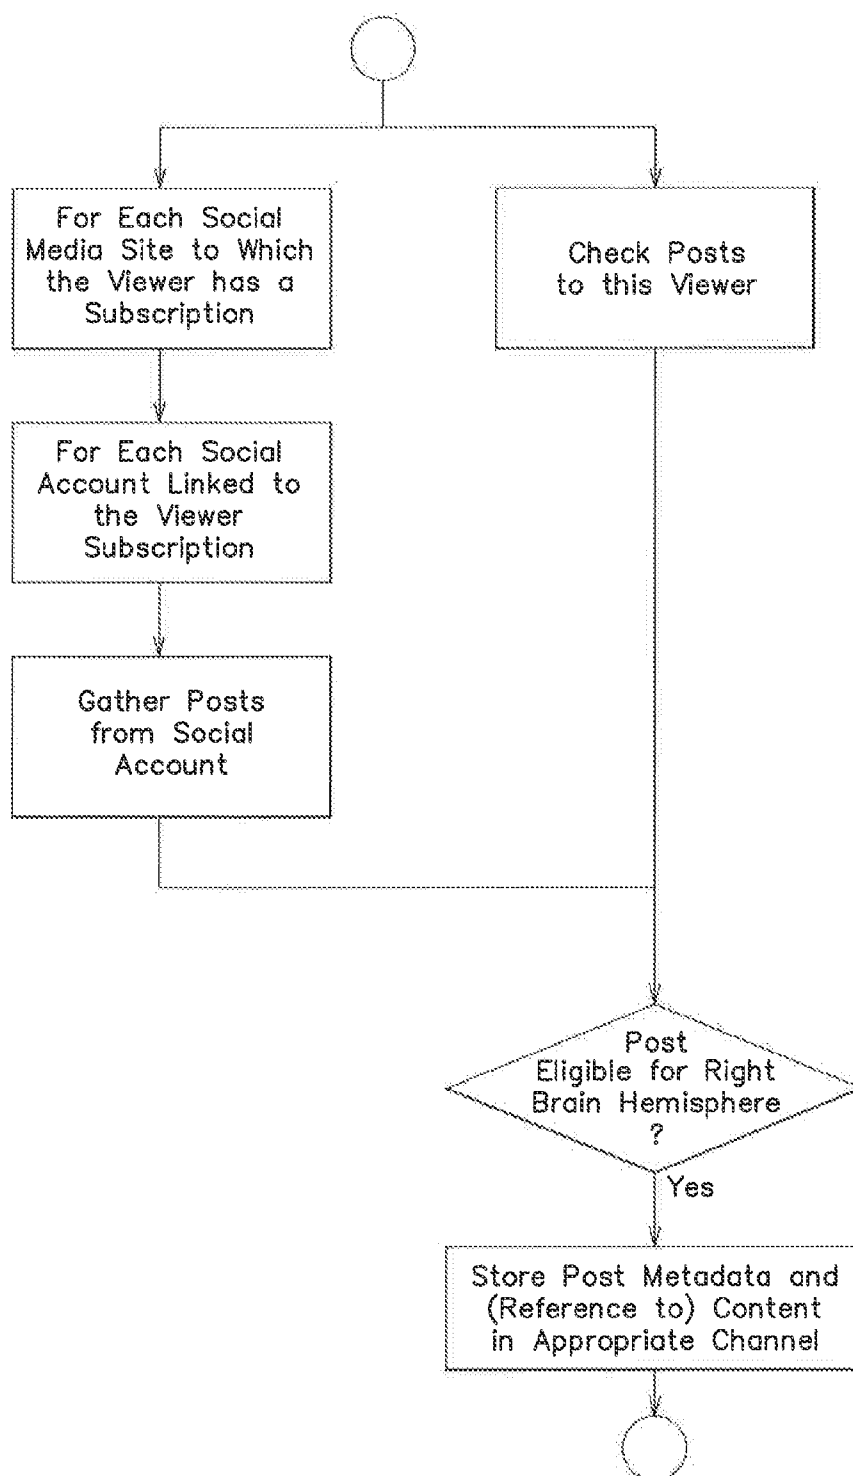 For Each Social
Media Site to Which
the Viewer has a
Subscription
Check Posts
to this Viewer
For Each Social
Account Linked to
the Viewer
Subscription
Gather Posts
from Social
Account
Post
Eligible for Right
Brain Hemisphere
?
Yes
Store Post Metadata and
(Reference to) Content
in Appropriate Channel